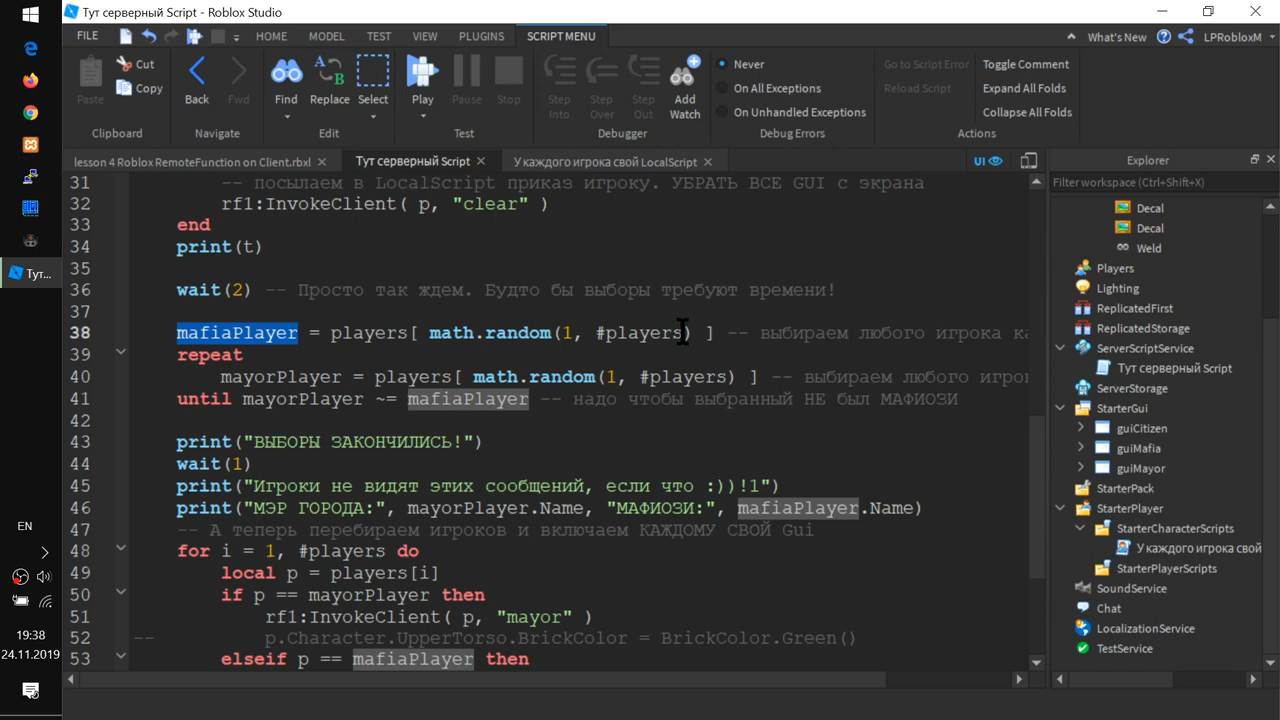 Тут серверный Script - Roblox Studio
FILE HOME MODEL TEST VIEW PLUGINS SCRIPT MENU What's New LPRobloxM
Paste Cut Copy Clipboard
Back Fwd Navigate
Find Replace Select Edit
Play Pause Stop Test
Step Into Step Over Step Out Add Watch Debugger
Never
On All Exceptions
On Unhandled Exceptions
Debug Errors
Go to Script Error Toggle Comment
Reload Script Expand All Folds
Collapse All Folds
Actions
lesson 4 Roblox RemoteFunction on Client.rbxl Тут серверный Script У каждого игрока свой LocalScript UI
31 -- посылаем в LocalScript приказ игроку. УБРАТЬ ВСЕ GUI с экрана
32 rf1:InvokeClient( p, "clear" )
33 end
34 print(t)
35
36 wait(2) -- Просто так ждем. Будто бы выборы требуют времени!
37
38 mafiaPlayer = players[ math.random(1, #players) ] -- выбираем любого игрока ка
39 repeat
40 mayorPlayer = players[ math.random(1, #players) ] -- выбираем любого игро
41 until mayorPlayer ~= mafiaPlayer -- надо чтобы выбранный НЕ был МАФИОЗИ
42
43 print("ВЫБОРЫ ЗАКОНЧИЛИСЬ!")
44 wait(1)
45 print("Игроки не видят этих сообщений, если что :))!1")
46 print("МЭР ГОРОДА:", mayorPlayer.Name, "МАФИОЗИ:", mafiaPlayer.Name)
47 -- А теперь перебираем игроков и включаем КАЖДОМУ СВОЙ Gui
48 for i = 1, #players do
49 local p = players[i]
50 if p == mayorPlayer then
51 rf1:InvokeClient( p, "mayor" )
52 -- p.Character.UpperTorso.BrickColor = BrickColor.Green()
53 elseif p == mafiaPlayer then
Explorer
Filter workspace (Ctrl+Shift+X)
Decal
Decal
Weld
Players
Lighting
ReplicatedFirst
ReplicatedStorage
ServerScriptService
Тут серверный Script
ServerStorage
StarterGui
guiCitizen
guiMafia
guiMayor
StarterPack
StarterPlayer
StarterCharacterScripts
У каждого игрока свой
StarterPlayerScripts
SoundService
Chat
LocalizationService
TestService
Тут...
EN
19:38
24.11.2019